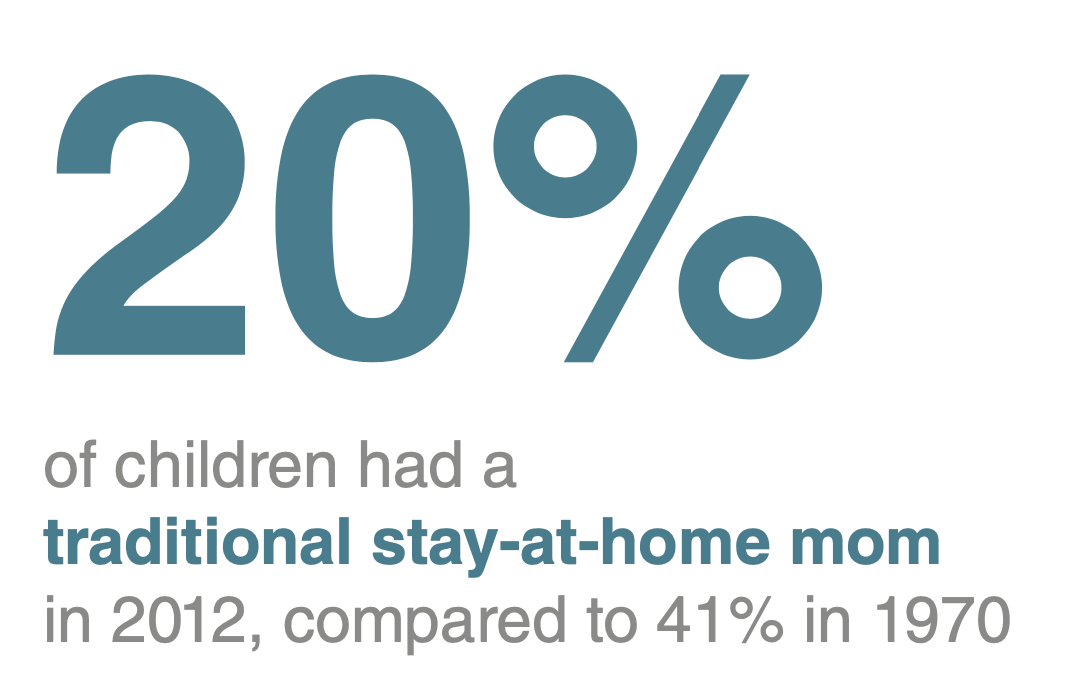 20%
of children had a
traditional stay-at-home mom
in 2012, compared to 41% in 1970